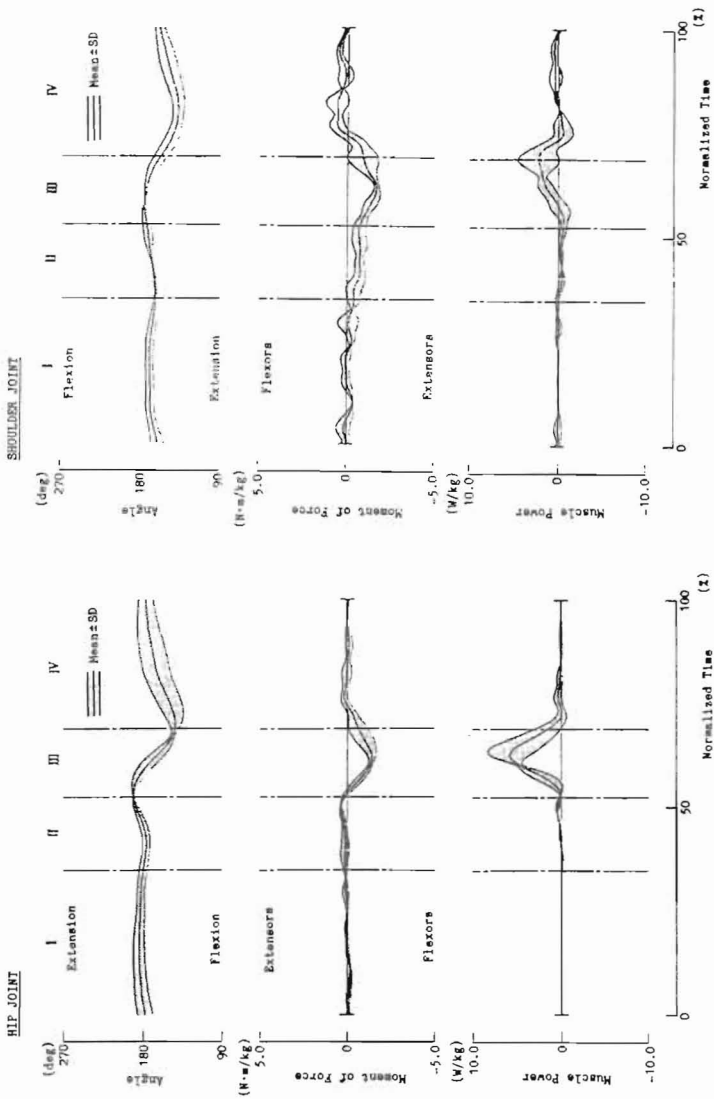 HIP JOINT
(deg)
270
180
90
Angle
I
II
III
IV
Extension
Flexion
Mean±SD
(N·m/kg)
5.0
0
-5.0
Moment of Force
Extensors
Flexors
(W/kg)
10.0
0
-10.0
Muscle Power
0
50
100
(%)
Normalized Time
SHOULDER JOINT
(deg)
270
180
90
Angle
I
II
III
IV
Flexion
Extension
Mean±SD
(N·m/kg)
5.0
0
-5.0
Moment of Force
Flexors
Extensors
(W/kg)
10.0
0
-10.0
Muscle Power
0
50
100
(%)
Normalized Time